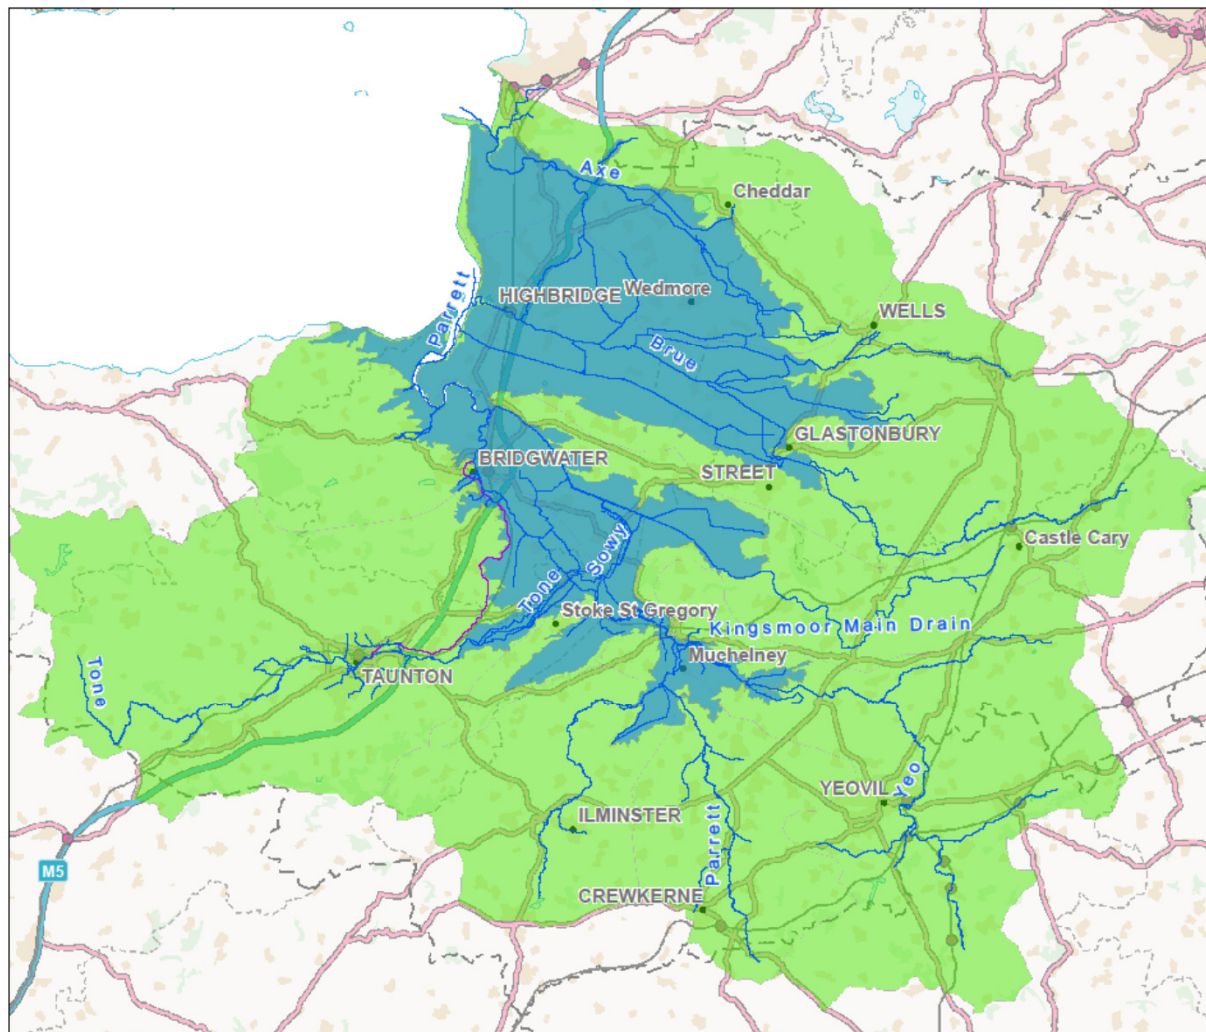 Axe
Cheddar
Parrett
HIGHBRIDGE
Wedmore
WELLS
Brue
GLASTONBURY
BRIDGWATER
STREET
Castle Cary
Sowy
Tone
Stoke St Gregory
Kingsmoor Main Drain
Muchelney
Tone
TAUNTON
YEOVIL
Yeo
ILMINSTER
Parrett
M5
CREWKERNE